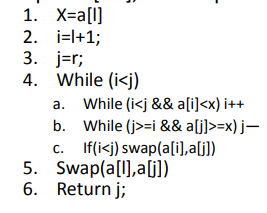 1. X=a[l]
2. i=l+1;
3. j=r;
4. While (i<j)
a. While (i<j && a[i]<x) i++
b. While (j>=i && a[j]>=x) j—
c. If(i<j) swap(a[i],a[j])
5. Swap(a[l],a[j])
6. Return j;